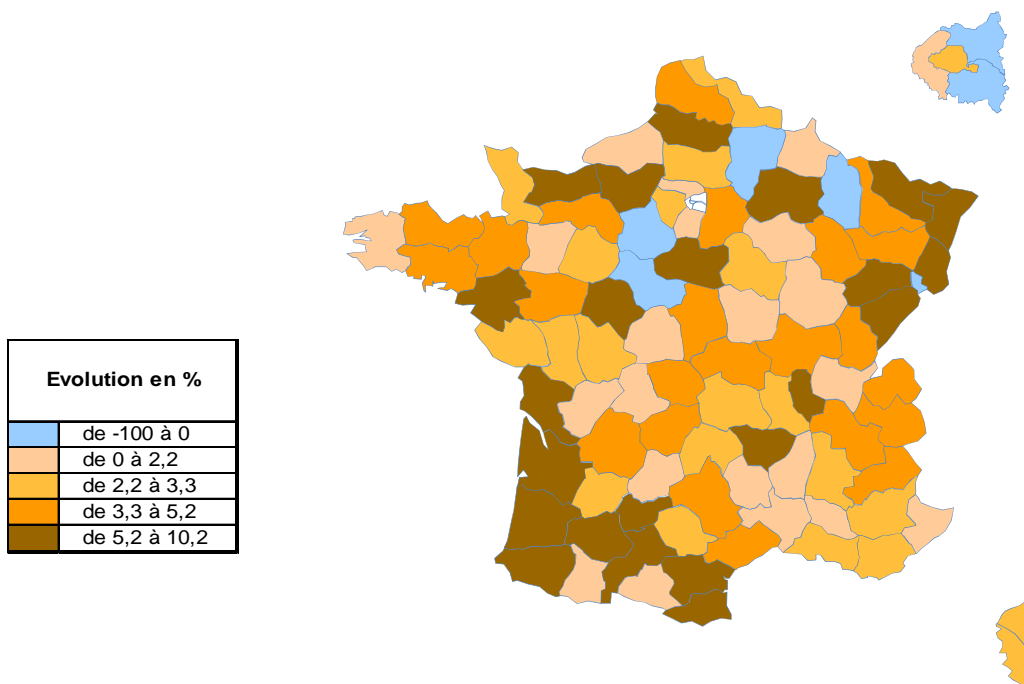 Evolution en %
de -100 à 0
de 0 à 2,2
de 2,2 à 3,3
de 3,3 à 5,2
de 5,2 à 10,2